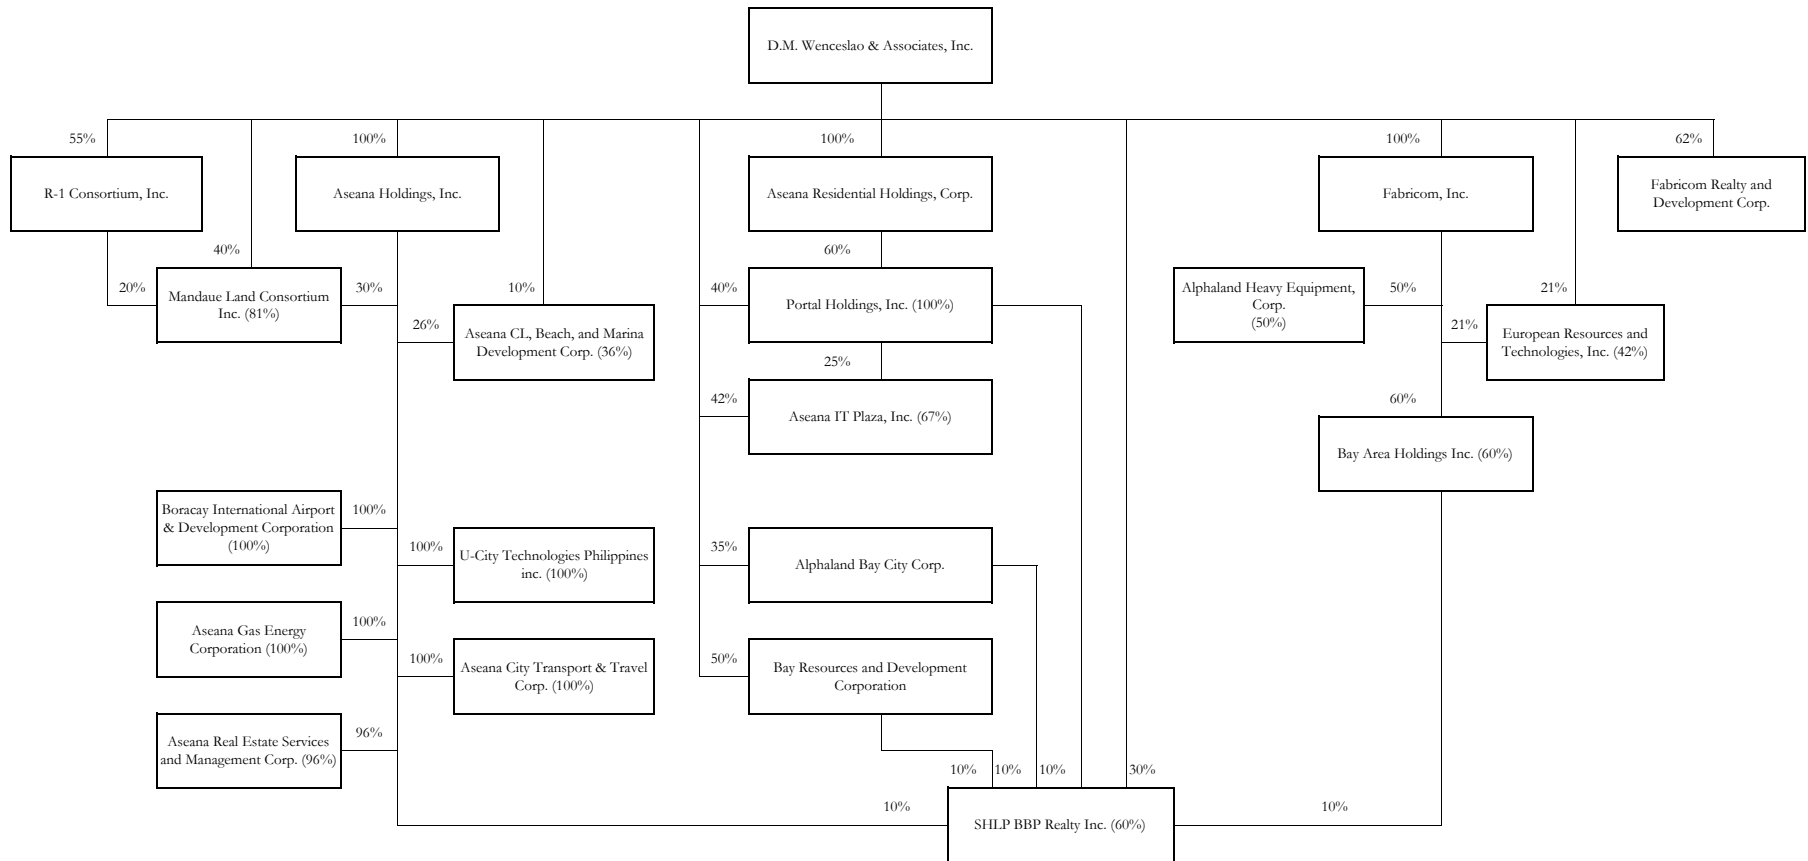 D.M. Wenceslao & Associates, Inc.
55%
100%
100%
100%
62%
R-1 Consortium, Inc.
Aseana Holdings, Inc.
Aseana Residential Holdings, Corp.
Fabricom, Inc.
Fabricom Realty and
Development Corp.
40%
60%
20%
Mandaue Land Consortium
Inc. (81%)
30%
10%
40%
Portal Holdings, Inc. (100%)
Alphaland Heavy Equipment,
Corp.
(50%)
50%
21%
26%
Aseana CL, Beach, and Marina
Development Corp. (36%)
21%
European Resources and
Technologies, Inc. (42%)
25%
42%
Aseana IT Plaza, Inc. (67%)
60%
Bay Area Holdings Inc. (60%)
Boracay International Airport
& Development Corporation
(100%)
100%
100%
U-City Technologies Philippines
inc. (100%)
35%
Alphaland Bay City Corp.
Aseana Gas Energy
Corporation (100%)
100%
100%
Aseana City Transport & Travel
Corp. (100%)
50%
Bay Resources and Development
Corporation
Aseana Real Estate Services
and Management Corp. (96%)
96%
10%
10%
10%
30%
10%
SHLP BBP Realty Inc. (60%)
10%